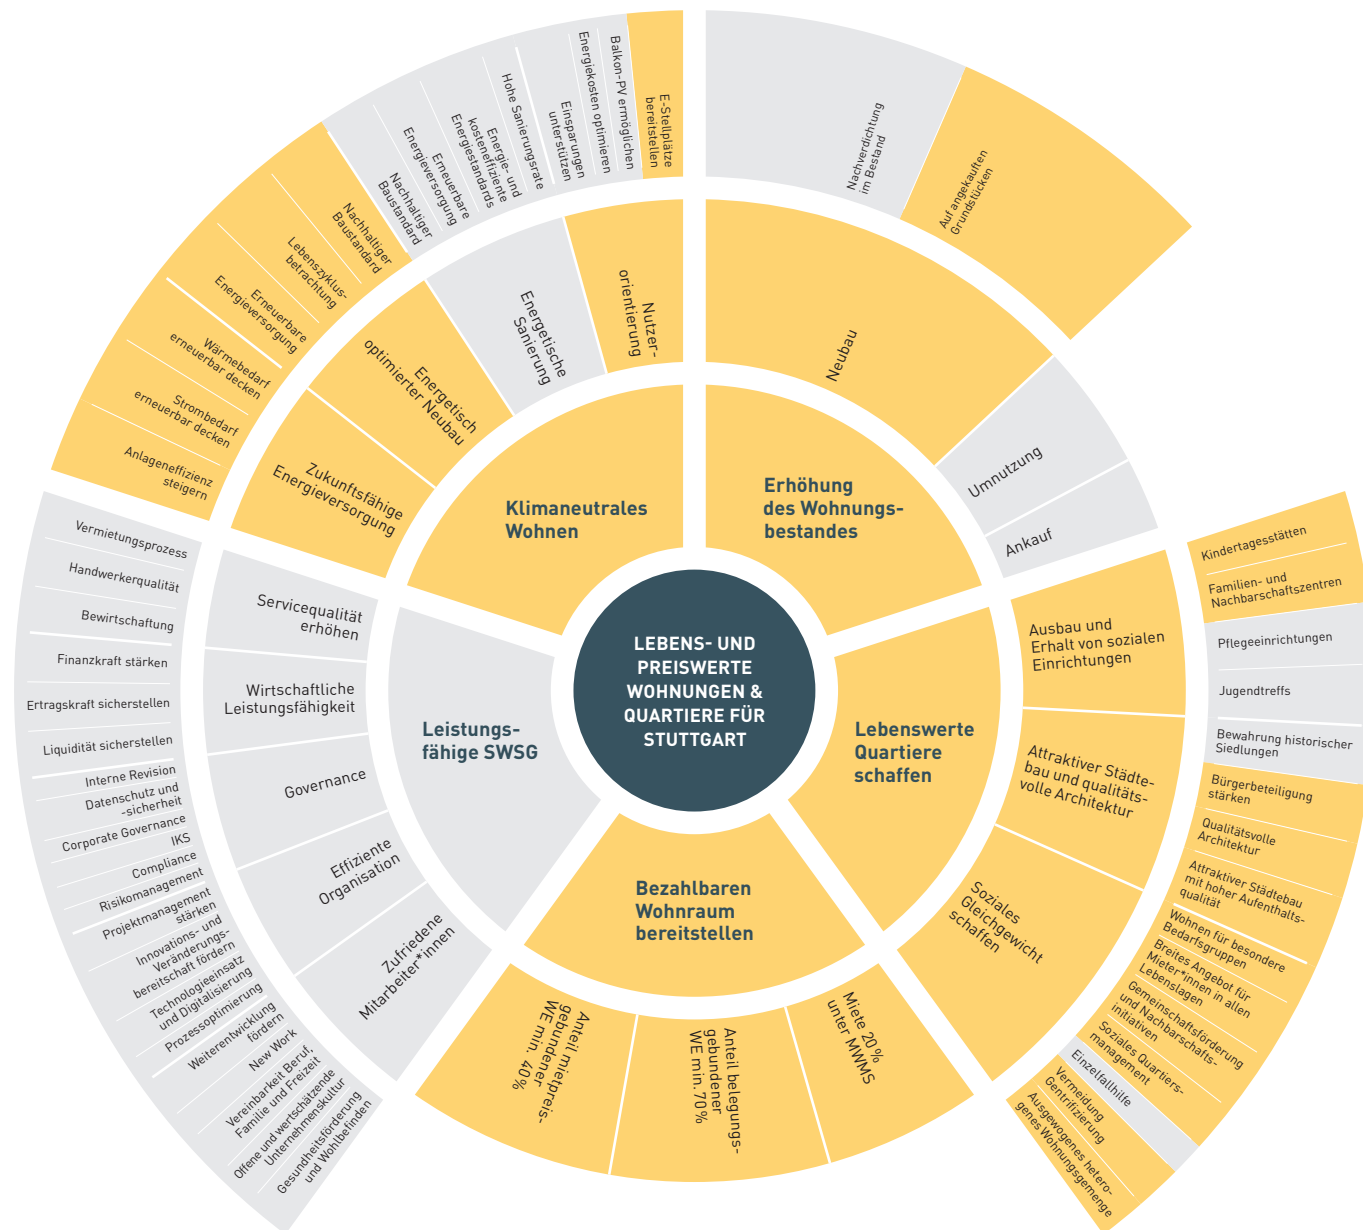 LEBENS- UND
PREISWERTE
WOHNUNGEN &
QUARTIERE FÜR
STUTTGART
Klimaneutrales
Wohnen
Zukunftsfähige
Energieversorgung
Anlageneffizienz
steigern
Strombedarf
erneuerbar decken
Wärmebedarf
erneuerbar decken
Energetisch
optimierter Neubau
Erneuerbare
Energieversorgung
Lebenszyklus-
betrachtung
Nachhaltiger
Baustandard
Energetische
Sanierung
Nachhaltiger
Baustandard
Erneuerbare
Energieversorgung
Energie- und
kosteneffiziente
Energiestandards
Hohe Sanierungsrate
Nutzer-
orientierung
Einsparungen
unterstützen
Energiekosten optimieren
Balkon-PV ermöglichen
E-Stellplätze
bereitstellen
Erhöhung
des Wohnungs-
bestandes
Neubau
Nachverdichtung
im Bestand
Auf angekauften
Grundstücken
Umnutzung
Ankauf
Lebenswerte
Quartiere
schaffen
Ausbau und
Erhalt von sozialen
Einrichtungen
Kindertagesstätten
Familien- und
Nachbarschaftszentren
Pflegeeinrichtungen
Jugendtreffs
Attraktiver Städte-
bau und qualitäts-
volle Architektur
Bewahrung historischer
Siedlungen
Bürgerbeteiligung
stärken
Qualitätsvolle
Architektur
Attraktiver Städtebau
mit hoher Aufenthalts-
qualität
Soziales
Gleichgewicht
schaffen
Wohnen für besondere
Bedarfsgruppen
Breites Angebot für
Mieter*innen in allen
Lebenslagen
Gemeinschaftsförderung
und Nachbarschafts-
initiativen
Soziales Quartiers-
management
Einzelfallhilfe
Vermeidung
Gentrifizierung
Ausgewogenes hetero-
genes Wohnungsgemenge
Bezahlbaren
Wohnraum
bereitstellen
Miete 20 %
unter MWMS
Anteil belegungs-
gebundener
WE min. 70 %
Anteil mietpreis-
gebundener
WE min. 40 %
Leistungs-
fähige SWSG
Servicequalität
erhöhen
Vermietungsprozess
Handwerkerqualität
Bewirtschaftung
Wirtschaftliche
Leistungsfähigkeit
Finanzkraft stärken
Ertragskraft sicherstellen
Liquidität sicherstellen
Governance
Interne Revision
Datenschutz und
-sicherheit
Corporate Governance
IKS
Compliance
Risikomanagement
Effiziente
Organisation
Projektmanagement
stärken
Innovations- und
Veränderungs-
bereitschaft fördern
Technologieeinsatz
und Digitalisierung
Prozessoptimierung
Zufriedene
Mitarbeiter*innen
Weiterentwicklung
fördern
New Work
Vereinbarkeit Beruf,
Familie und Freizeit
Offene und wertschätzende
Unternehmenskultur
Gesundheitsförderung
und Wohlbefinden